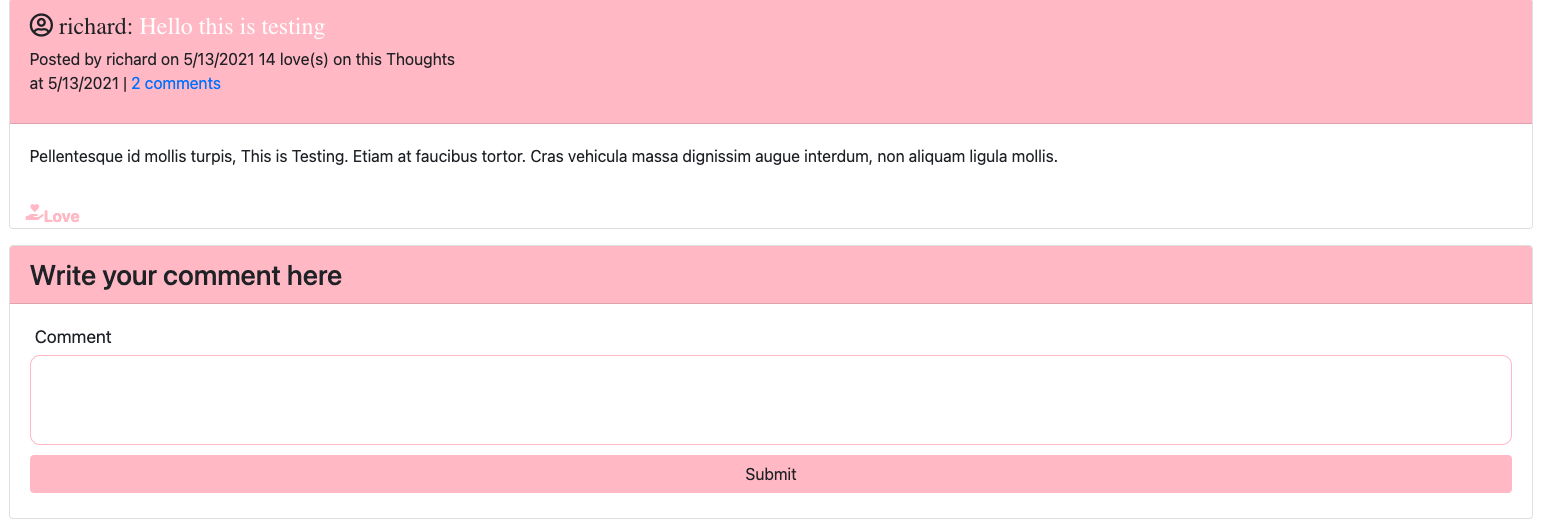 richard: Hello this is testing
Posted by richard on 5/13/2021 14 love(s) on this Thoughts
at 5/13/2021 | 2 comments
Pellentesque id mollis turpis, This is Testing. Etiam at faucibus tortor. Cras vehicula massa dignissim augue interdum, non aliquam ligula mollis.
Love
Write your comment here
Comment
Submit